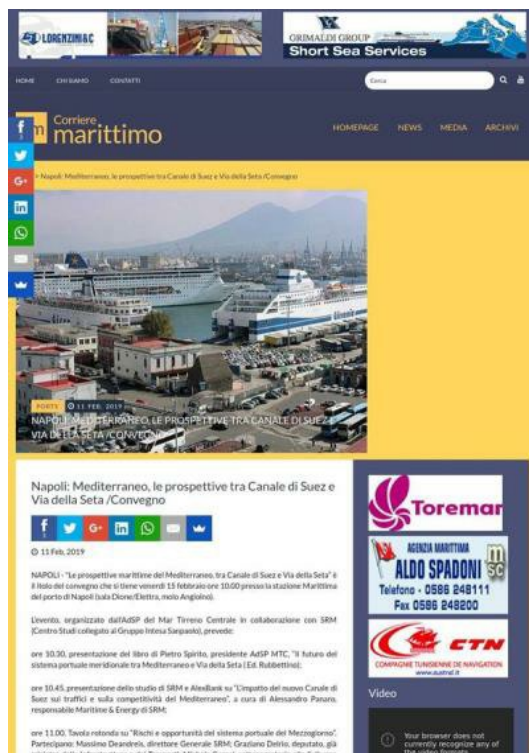 LORENZINI&C
GRIMALDI GROUP
Short Sea Services
HOME CHI SIAMO CONTATTI
Cerca
Corriere
marittimo
HOMEPAGE NEWS MEDIA ARCHIVI
> Napoli: Mediterraneo, le prospettive tra Canale di Suez e Via della Seta /Convegno
PORTS 11 FEB, 2019
NAPOLI: MEDITERRANEO, LE PROSPETTIVE TRA CANALE DI SUEZ E
VIA DELLA SETA /CONVEGNO
Napoli: Mediterraneo, le prospettive tra Canale di Suez e
Via della Seta /Convegno
11 Feb, 2019
NAPOLI - "Le prospettive marittime del Mediterraneo, tra Canale di Suez e Via della Seta" è
il titolo del convegno che si tiene venerdì 15 febbraio ore 10.00 presso la stazione Marittima
del porto di Napoli (sala Dione/Elettra, molo Angioino).
L'evento, organizzato dall'AdSP del Mar Tirreno Centrale in collaborazione con SRM
(Centro Studi collegato al Gruppo Intesa Sanpaolo), prevede:
ore 10.30, presentazione del libro di Pietro Spirito, presidente AdSP MTC, "Il futuro del
sistema portuale meridionale tra Mediterraneo e Via della Seta ( Ed. Rubbettino);
ore 10.45, presentazione dello studio di SRM e AlexBank su "L'impatto del nuovo Canale di
Suez sui traffici e sulla competitività del Mediterraneo", a cura di Alessandro Panaro,
responsabile Maritime & Energy di SRM;
ore 11.00, Tavola rotonda su "Rischi e opportunità del sistema portuale del Mezzogiorno".
Partecipano: Massimo Deandreis, direttore Generale SRM; Graziano Delrio, deputato, già
Toremar
AGENZIA MARITTIMA
ALDO SPADONI
msc
Telefono - 0586 248111
Fax 0586 248200
CTN
COMPAGNIE TUNISIENNE DE NAVIGATION
Video
Your browser does not
currently recognize any of
the video formats